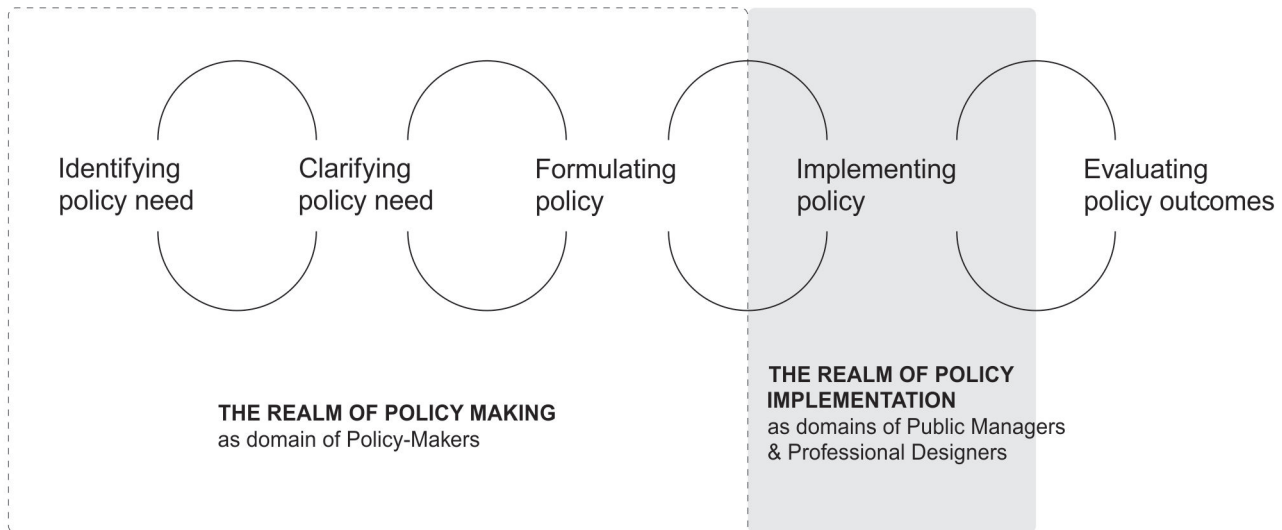 Identifying
policy need
Clarifying
policy need
Formulating
policy
Implementing
policy
Evaluating
policy outcomes
THE REALM OF POLICY MAKING
as domain of Policy-Makers
THE REALM OF POLICY
IMPLEMENTATION
as domains of Public Managers
& Professional Designers